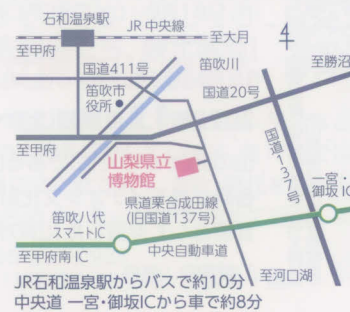 石和温泉駅
JR 中央線
至甲府
至大月
至勝沼
国道411号
笛吹川
笛吹市
役所
国道20号
至甲府
国道137号
山梨県立
博物館
県道栗合成田線
(旧国道137号)
一宮・
御坂IC
笛吹八代
スマートIC
至甲府南 IC
中央自動車道
至河口湖
JR石和温泉駅からバスで約10分
中央道 一宮・御坂ICから車で約8分